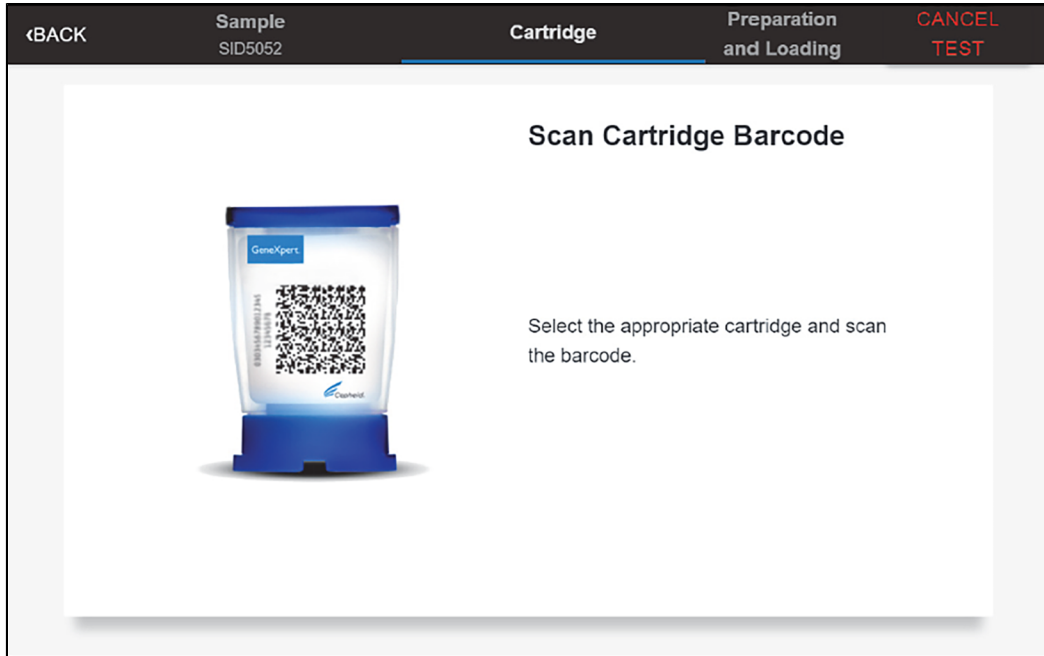 ‹BACK
Sample
SID5052
Cartridge
Preparation
and Loading
CANCEL
TEST
Scan Cartridge Barcode
GeneXpert.
Cepheid.
Select the appropriate cartridge and scan
the barcode.